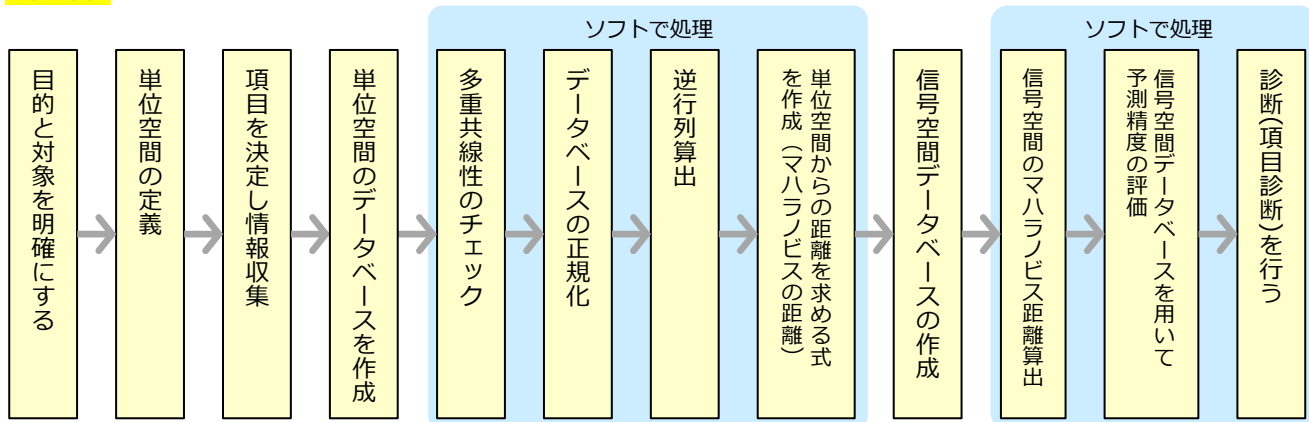 ソフトで処理
ソフトで処理
目的と対象を明確にする
単位空間の定義
項目を決定し情報収集
単位空間のデータベースを作成
多重共線性のチェック
データベースの正規化
逆行列算出
単位空間からの距離を求める式
を作成（マハラノビスの距離）
信号空間データベースの作成
信号空間のマハラノビス距離算出
信号空間データベースを用いて
予測精度の評価
診断(項目診断)を行う